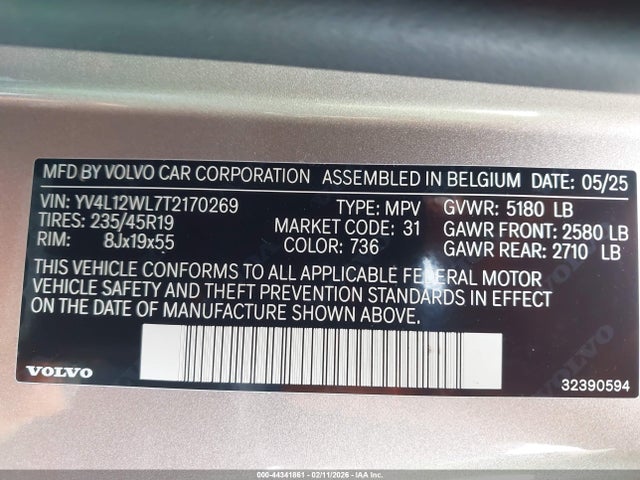 MFD BY VOLVO CAR CORPORATION ASSEMBLED IN BELGIUM DATE: 05/25
VIN: YV4L12WL7T2170269 TYPE: MPV GVWR: 5180 LB
TIRES: 235/45R19 MARKET CODE: 31 GAWR FRONT: 2580 LB
RIM: 8Jx19x55 COLOR: 736 GAWR REAR: 2710 LB
THIS VEHICLE CONFORMS TO ALL APPLICABLE FEDERAL MOTOR
VEHICLE SAFETY AND THEFT PREVENTION STANDARDS IN EFFECT
ON THE DATE OF MANUFACTURE SHOWN ABOVE.
VOLVO 32390594
000-44341861 - 02/11/2026 - IAA Inc.